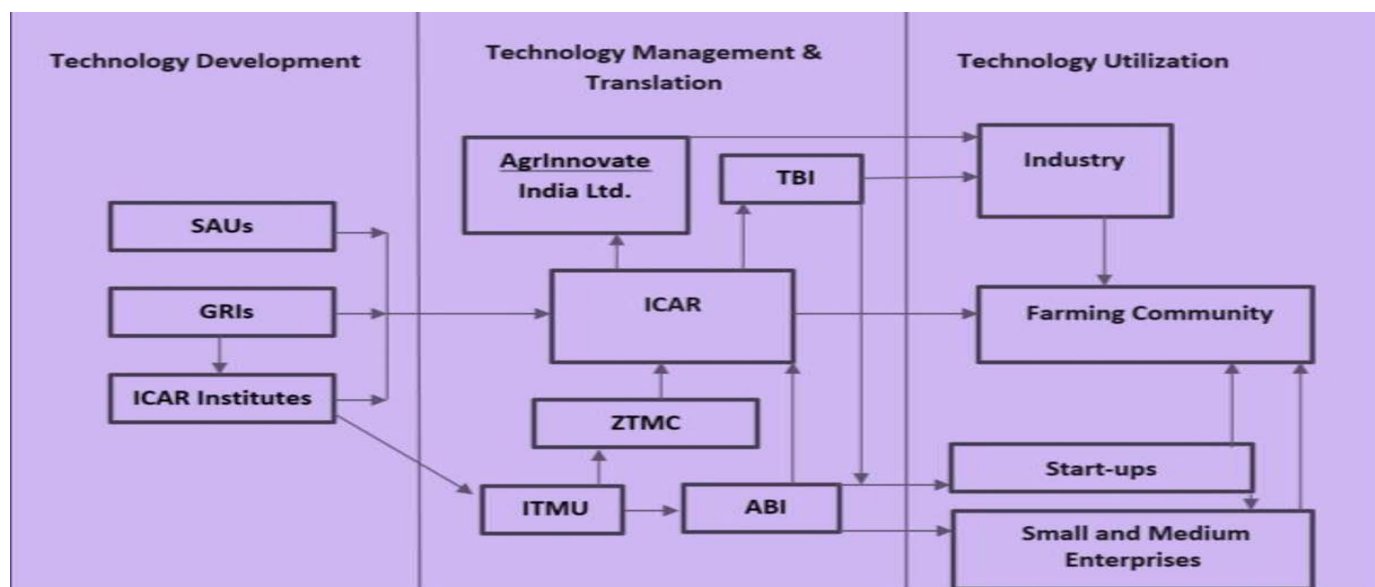 Technology Development
Technology Management &
Translation
Technology Utilization
AgrInnovate
India Ltd.
TBI
Industry
SAUs
GRIs
ICAR
Farming Community
ICAR Institutes
ZTMC
Start-ups
ITMU
ABI
Small and Medium
Enterprises